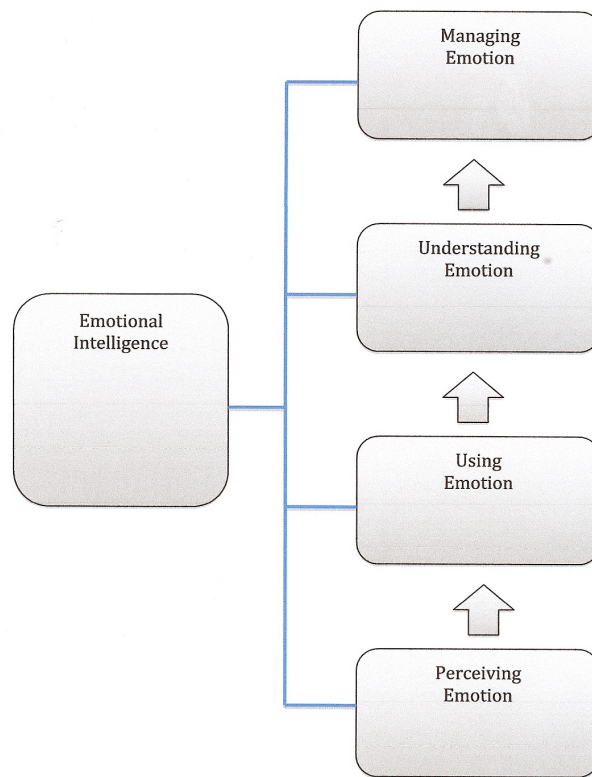 Managing
Emotion
Understanding
Emotion
Emotional
Intelligence
Using
Emotion
Perceiving
Emotion